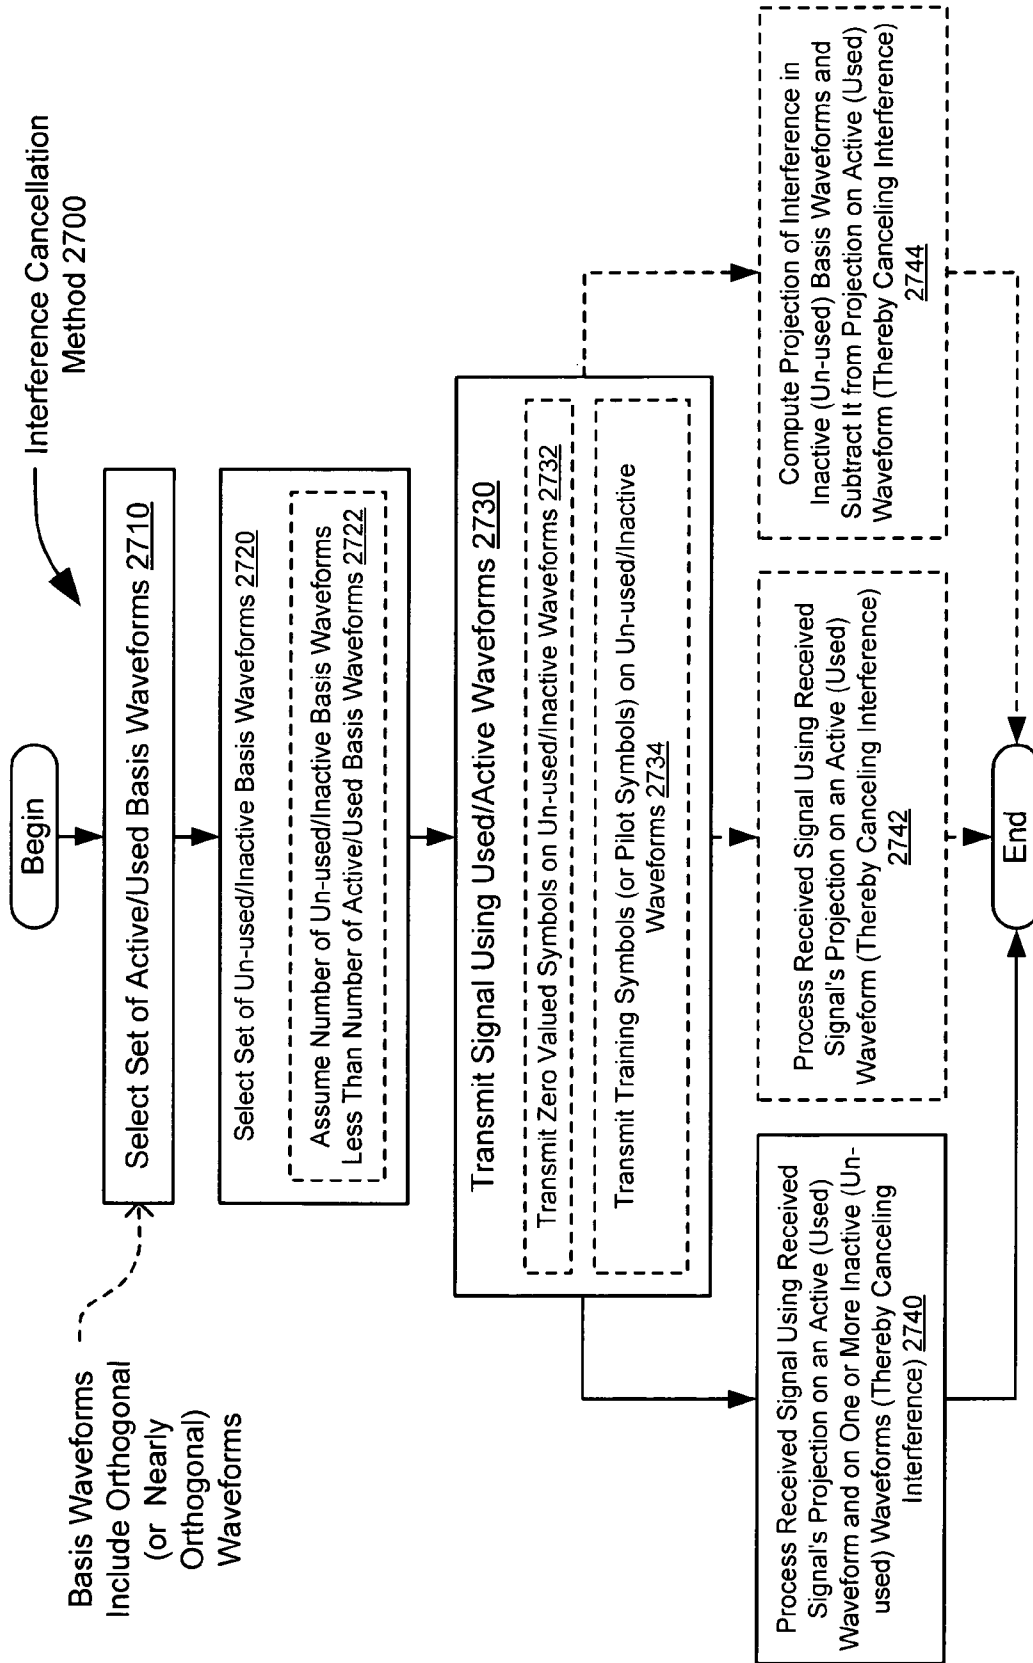 Interference Cancellation
Method 2700
Begin
Basis Waveforms
Include Orthogonal
(or Nearly
Orthogonal)
Waveforms
Select Set of Active/Used Basis Waveforms 2710
Select Set of Un-used/Inactive Basis Waveforms 2720
Assume Number of Un-used/Inactive Basis Waveforms
Less Than Number of Active/Used Basis Waveforms 2722
Transmit Signal Using Used/Active Waveforms 2730
Transmit Zero Valued Symbols on Un-used/Inactive Waveforms 2732
Transmit Training Symbols (or Pilot Symbols) on Un-used/Inactive
Waveforms 2734
Process Received Signal Using Received
Signal's Projection on an Active (Used)
Waveform and on One or More Inactive (Un-
used) Waveforms (Thereby Canceling
Interference) 2740
Process Received Signal Using Received
Signal's Projection on an Active (Used)
Waveform (Thereby Canceling Interference)
2742
Compute Projection of Interference in
Inactive (Un-used) Basis Waveforms and
Subtract It from Projection on Active (Used)
Waveform (Thereby Canceling Interference)
2744
End